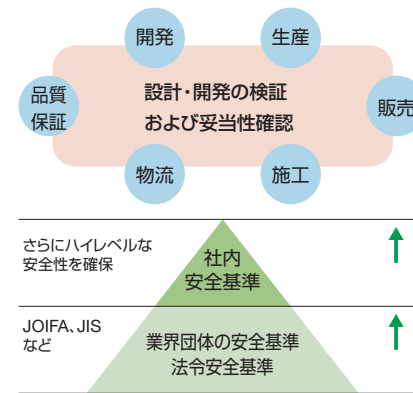 開発
生産
品質
保証
設計・開発の検証
および妥当性確認
販売
物流
施工
さらにハイレベルな
安全性を確保
社内
安全基準
JOIFA、JIS
など
業界団体の安全基準
法令安全基準